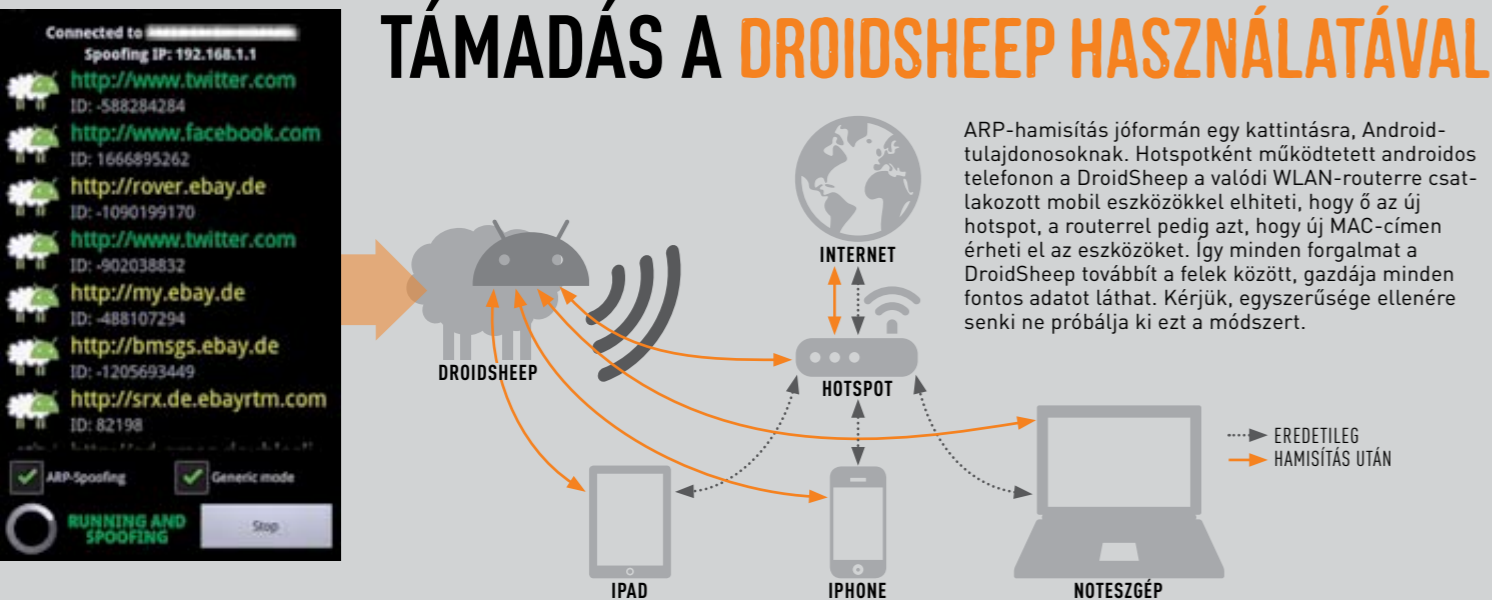 TÁMADÁS A DROIDSHEEP HASZNÁLATÁVAL
Connected to
Spoofing IP: 192.168.1.1
http://www.twitter.com
ID: -588284284
http://www.facebook.com
ID: 1666895262
http://rover.ebay.de
ID: -1090199170
http://www.twitter.com
ID: -902038832
http://my.ebay.de
ID: -488107294
http://bmsgs.ebay.de
ID: -1205693449
http://srx.de.ebayrtm.com
ID: 82198
ARP-Spoofing
Generic mode
RUNNING AND
SPOOFING
Stop
ARP-hamisítás jóformán egy kattintásra, Android-
tulajdonosoknak. Hotspotként működtetett androidos
telefonon a DroidSheep a valódi WLAN-routerre csat-
lakozott mobil eszközökkel elhiteti, hogy ő az új
hotspot, a routerrel pedig azt, hogy új MAC-címen
érheti el az eszközöket. Így minden forgalmat a
DroidSheep továbbít a felek között, gazdája minden
fontos adatot láthat. Kérjük, egyszerűsége ellenére
senki ne próbálja ki ezt a módszert.
INTERNET
DROIDSHEEP
HOTSPOT
EREDETILEG
HAMISÍTÁS UTÁN
IPAD
IPHONE
NOTESZGÉP